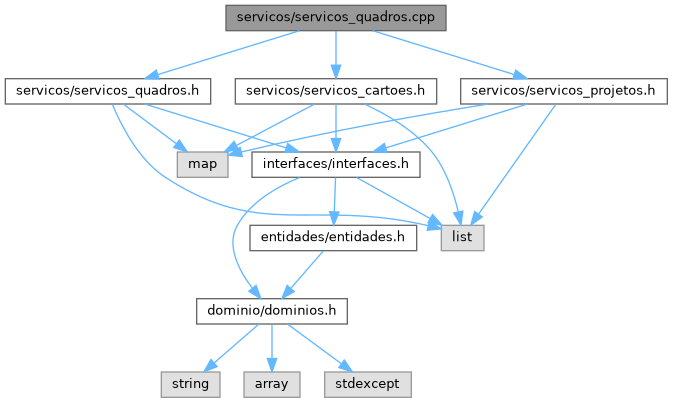 servicos/servicos_quadros.cpp
servicos/servicos_quadros.h
servicos/servicos_cartoes.h
servicos/servicos_projetos.h
map
interfaces/interfaces.h
entidades/entidades.h
list
dominio/dominios.h
string
array
stdexcept